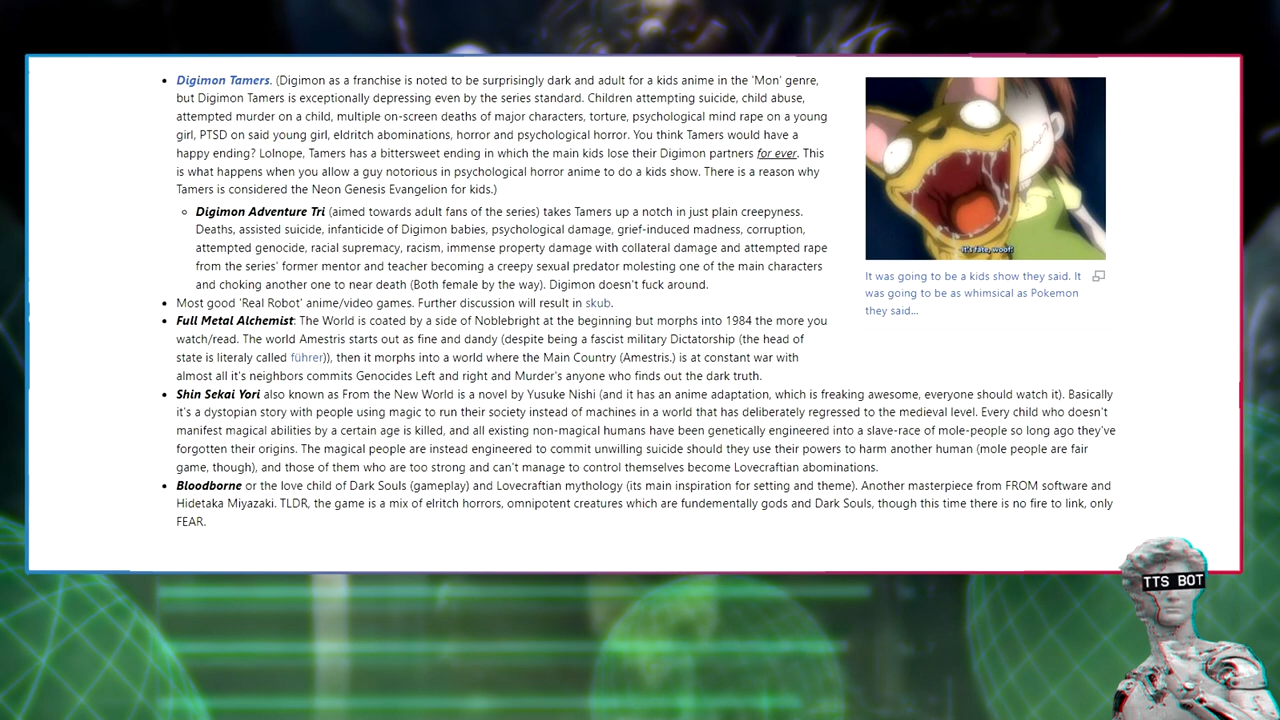 • Digimon Tamers. (Digimon as a franchise is noted to be surprisingly dark and adult for a kids anime in the 'Mon' genre,
but Digimon Tamers is exceptionally depressing even by the series standard. Children attempting suicide, child abuse,
attempted murder on a child, multiple on-screen deaths of major characters, torture, psychological mind rape on a young
girl, PTSD on said young girl, eldritch abominations, horror and psychological horror. You think Tamers would have a
happy ending? Lolnope, Tamers has a bittersweet ending in which the main kids lose their Digimon partners for ever. This
is what happens when you allow a guy notorious in psychological horror anime to do a kids show. There is a reason why
Tamers is considered the Neon Genesis Evangelion for kids.)
◦ Digimon Adventure Tri (aimed towards adult fans of the series) takes Tamers up a notch in just plain creepyness.
Deaths, assisted suicide, infanticide of Digimon babies, psychological damage, grief-induced madness, corruption,
attempted genocide, racial supremacy, racism, immense property damage with collateral damage and attempted rape
from the series' former mentor and teacher becoming a creepy sexual predator molesting one of the main characters
and choking another one to near death (Both female by the way). Digimon doesn't fuck around.
• Most good 'Real Robot' anime/video games. Further discussion will result in skub.
• Full Metal Alchemist: The World is coated by a side of Noblebright at the beginning but morphs into 1984 the more you
watch/read. The world Amestris starts out as fine and dandy (despite being a fascist military Dictatorship (the head of
state is literaly called führer)), then it morphs into a world where the Main Country (Amestris.) is at constant war with
almost all it's neighbors commits Genocides Left and right and Murder's anyone who finds out the dark truth.
• Shin Sekai Yori also known as From the New World is a novel by Yusuke Nishi (and it has an anime adaptation, which is freaking awesome, everyone should watch it). Basically
it's a dystopian story with people using magic to run their society instead of machines in a world that has deliberately regressed to the medieval level. Every child who doesn't
manifest magical abilities by a certain age is killed, and all existing non-magical humans have been genetically engineered into a slave-race of mole-people so long ago they've
forgotten their origins. The magical people are instead engineered to commit unwilling suicide should they use their powers to harm another human (mole people are fair
game, though), and those of them who are too strong and can't manage to control themselves become Lovecraftian abominations.
• Bloodborne or the love child of Dark Souls (gameplay) and Lovecraftian mythology (its main inspiration for setting and theme). Another masterpiece from FROM software and
Hidetaka Miyazaki. TLDR, the game is a mix of elritch horrors, omnipotent creatures which are fundementally gods and Dark Souls, though this time there is no fire to link, only
FEAR.
-It's fate, woof!
It was going to be a kids show they said. It
was going to be as whimsical as Pokemon
they said...
TTS BOT